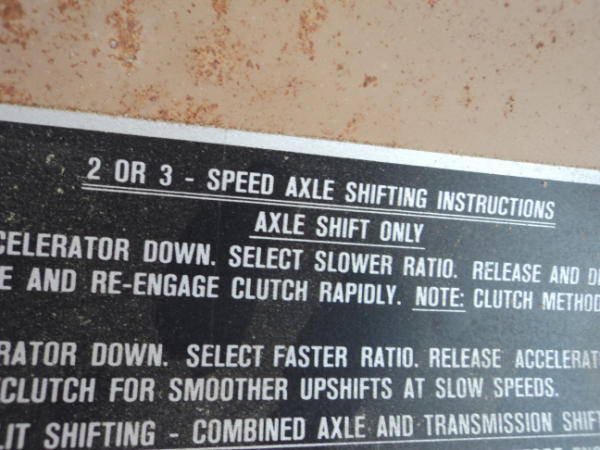 2 OR 3 - SPEED AXLE SHIFTING INSTRUCTIONS
AXLE SHIFT ONLY
CELERATOR DOWN. SELECT SLOWER RATIO. RELEASE AND D
E AND RE-ENGAGE CLUTCH RAPIDLY. NOTE: CLUTCH METHOD
RATOR DOWN. SELECT FASTER RATIO. RELEASE ACCELERAT
CLUTCH FOR SMOOTHER UPSHIFTS AT SLOW SPEEDS.
LIT SHIFTING - COMBINED AXLE AND TRANSMISSION SHIFT